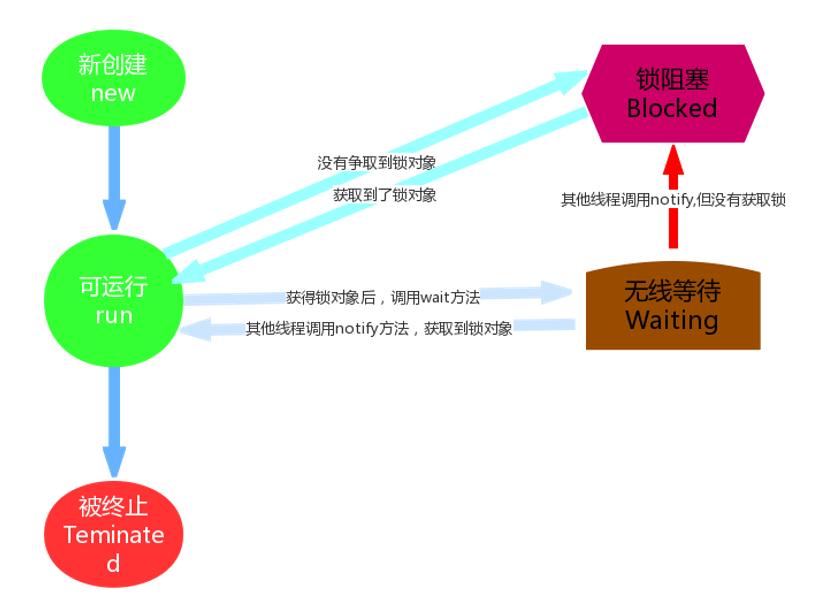 新创建
new
锁阻塞
Blocked
没有争取到锁对象
获取到了锁对象
其他线程调用notify,但没有获取锁
可运行
run
获得锁对象后，调用wait方法
其他线程调用notify方法，获取到锁对象
无线等待
Waiting
被终止
Teminate
d